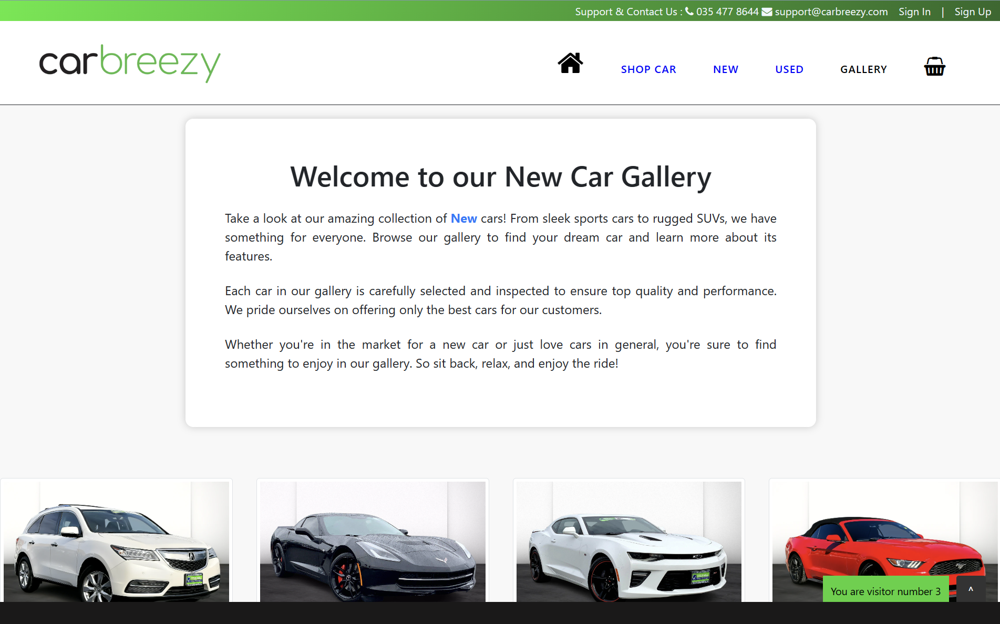 Support & Contact Us : 035 477 8644 support@carbreezy.com Sign In | Sign Up
carbreezy
SHOP CAR NEW USED GALLERY
Welcome to our New Car Gallery
Take a look at our amazing collection of New cars! From sleek sports cars to rugged SUVs, we have
something for everyone. Browse our gallery to find your dream car and learn more about its
features.
Each car in our gallery is carefully selected and inspected to ensure top quality and performance.
We pride ourselves on offering only the best cars for our customers.
Whether you're in the market for a new car or just love cars in general, you're sure to find
something to enjoy in our gallery. So sit back, relax, and enjoy the ride!
You are visitor number 3
^